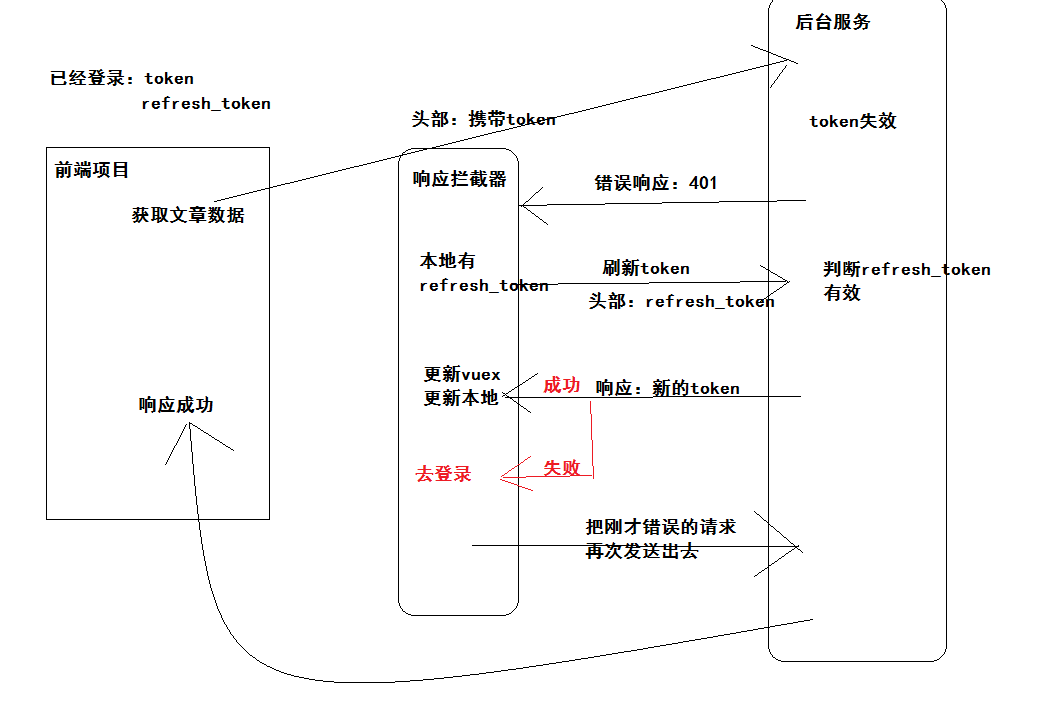 后台服务
已经登录：token
refresh_token
头部：携带token
token失效
前端项目
响应拦截器
错误响应：401
获取文章数据
本地有
refresh_token
刷新token
头部：refresh_token
判断refresh_token
有效
更新vuex
更新本地
成功
响应：新的token
响应成功
去登录
失败
把刚才错误的请求
再次发送出去